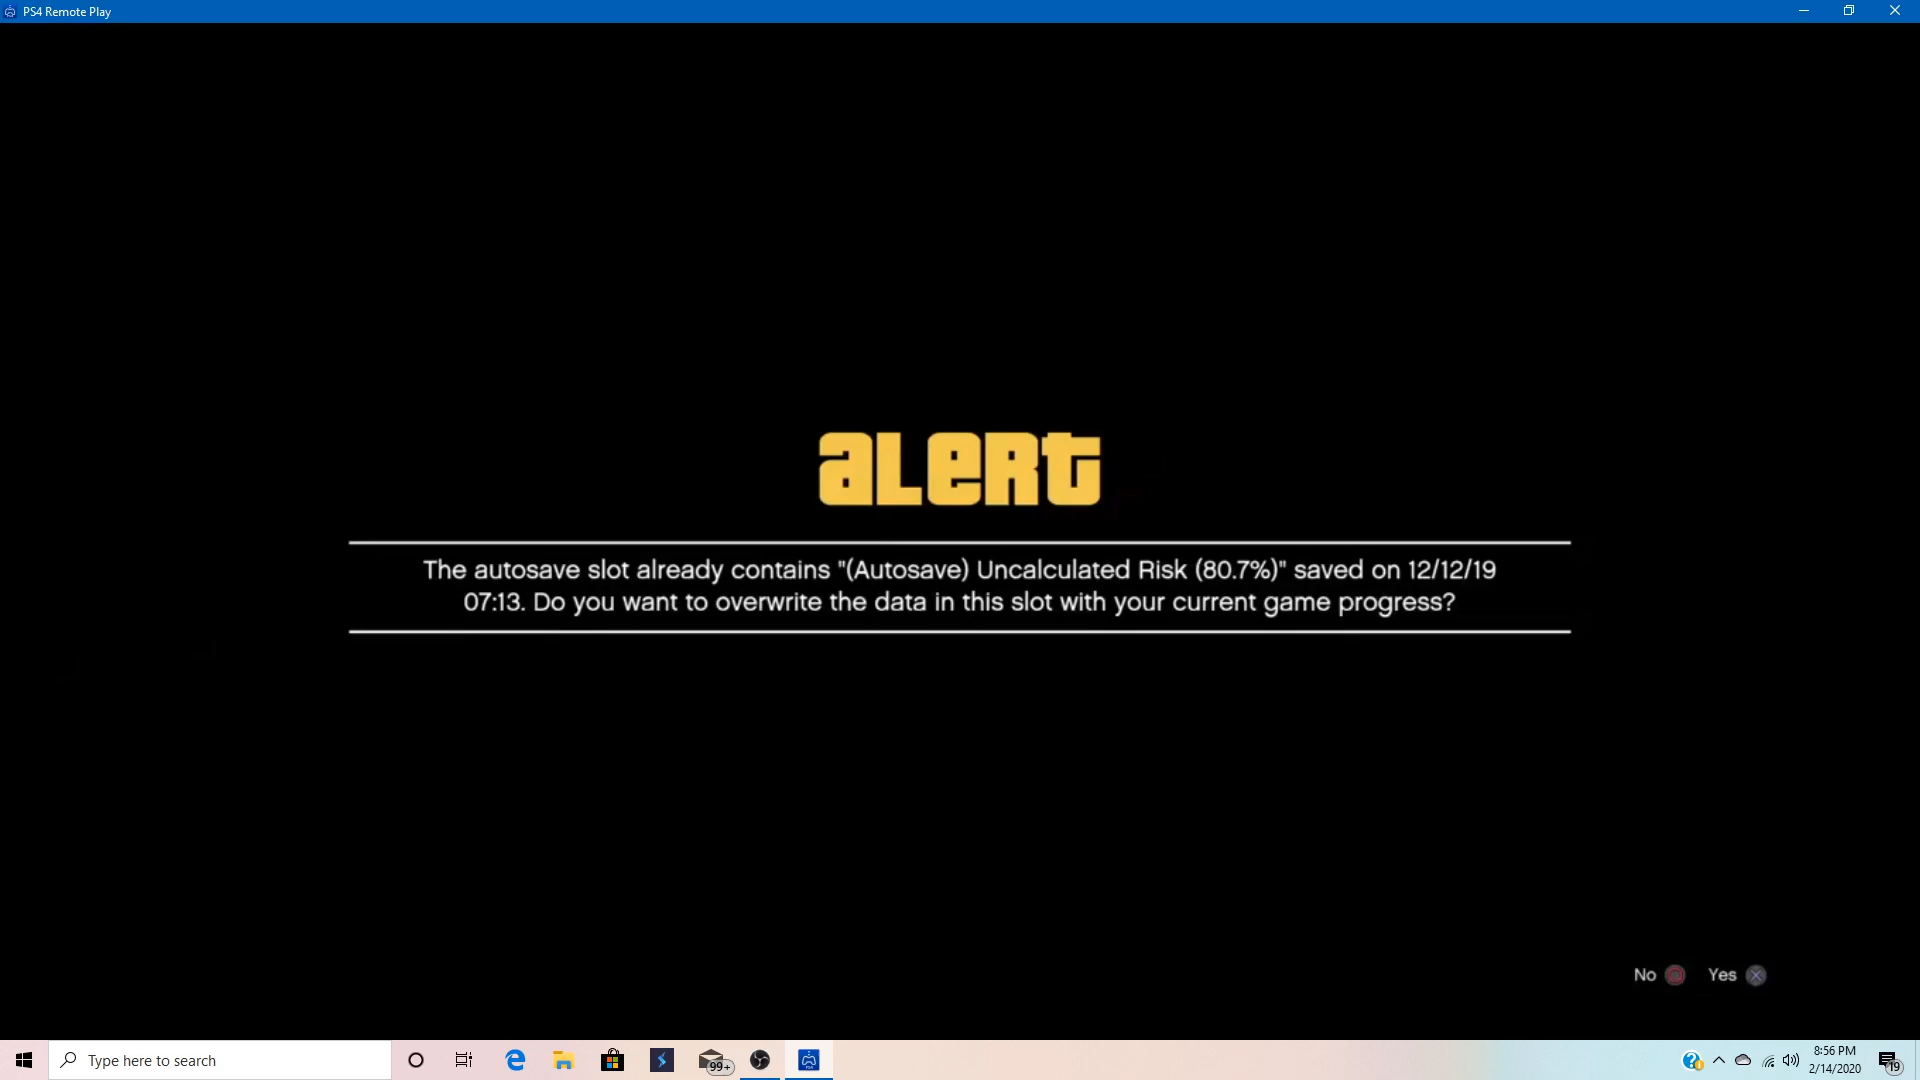 PS4 Remote Play
aLeRt
The autosave slot already contains "(Autosave) Uncalculated Risk (80.7%)" saved on 12/12/19
07:13. Do you want to overwrite the data in this slot with your current game progress?
No Yes
Type here to search
99+
8:56 PM
2/14/2020
19